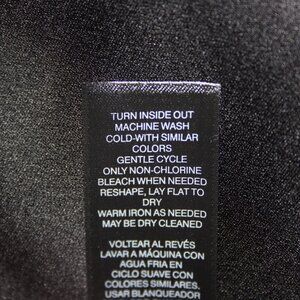 TURN INSIDE OUT
MACHINE WASH
COLD-WITH SIMILAR
COLORS
GENTLE CYCLE
ONLY NON-CHLORINE
BLEACH WHEN NEEDED
RESHAPE, LAY FLAT TO
DRY
WARM IRON AS NEEDED
MAY BE DRY CLEANED
VOLTEAR AL REVÉS
LAVAR A MÁQUINA CON
AGUA FRIA EN
CICLO SUAVE CON
COLORES SIMILARES,
USAR BLANQUEADOR